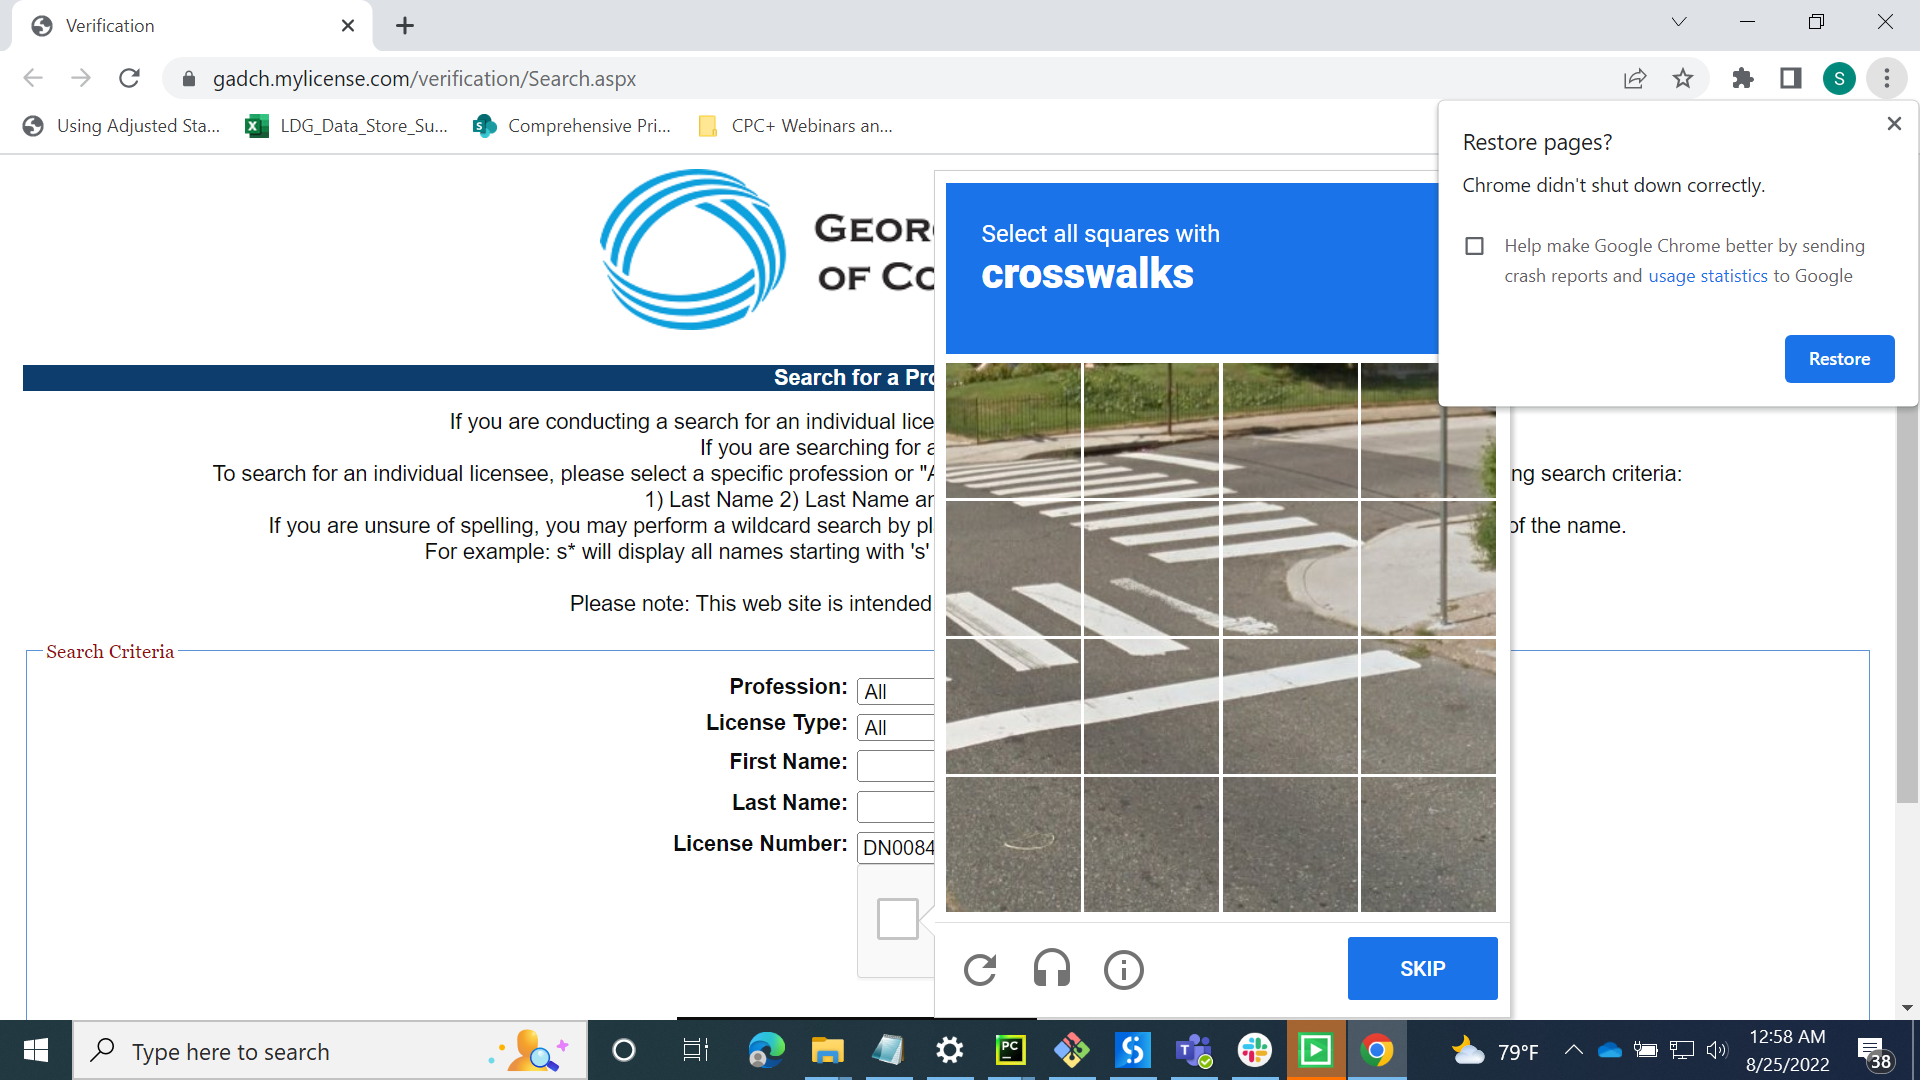 Verification
gadch.mylicense.com/verification/Search.aspx
S
Using Adjusted Sta...
LDG_Data_Store_Su...
Comprehensive Pri...
CPC+ Webinars an...
Restore pages?
Chrome didn't shut down correctly.
Help make Google Chrome better by sending
crash reports and usage statistics to Google
Restore
GEOR
OF CO
Select all squares with
crosswalks
Search for a Pro
If you are conducting a search for an individual lice
If you are searching for a
To search for an individual licensee, please select a specific profession or "A
ng search criteria:
1) Last Name 2) Last Name an
If you are unsure of spelling, you may perform a wildcard search by pl
of the name.
For example: s* will display all names starting with 's'
Please note: This web site is intended
Search Criteria
Profession: All
License Type: All
First Name:
Last Name:
License Number: DN0084
SKIP
Type here to search
PC
79°F
12:58 AM
8/25/2022
38